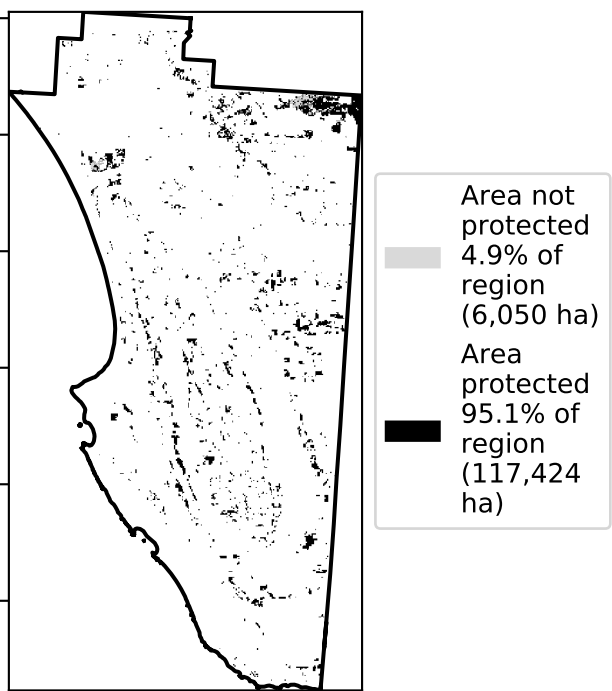 Area not
protected
4.9% of
region
(6,050 ha)
Area
protected
95.1% of
region
(117,424
ha)